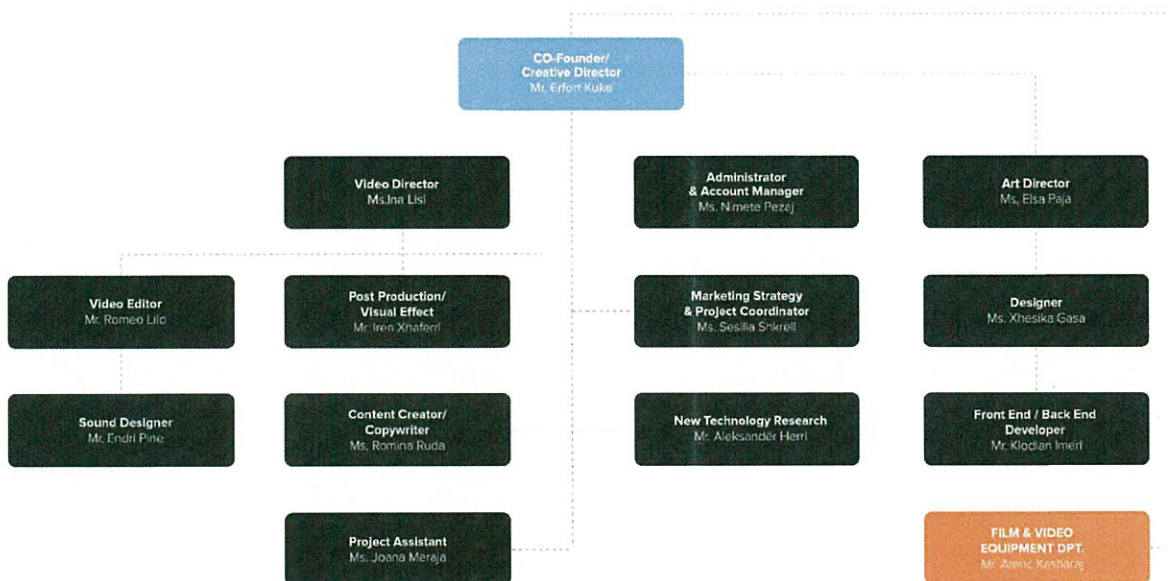 CO-Founder/
Creative Director
Mr. Erfort Kuke
Video Director
Ms.Ina Lisi
Administrator
& Account Manager
Ms. Nimete Pezaj
Art Director
Ms. Elsa Paja
Video Editor
Mr. Romeo Lilo
Post Production/
Visual Effect
Mr. Iren Xhaferri
Marketing Strategy
& Project Coordinator
Ms. Sesilia Shkreli
Designer
Ms. Xhesika Gasa
Sound Designer
Mr. Endri Pine
Content Creator/
Copywriter
Ms. Romina Ruda
New Technology Research
Mr. Aleksandër Herri
Front End / Back End
Developer
Mr. Klodian Imeri
Project Assistant
Ms. Joana Meraja
FILM & VIDEO
EQUIPMENT DPT.
Mr. Kasharaj